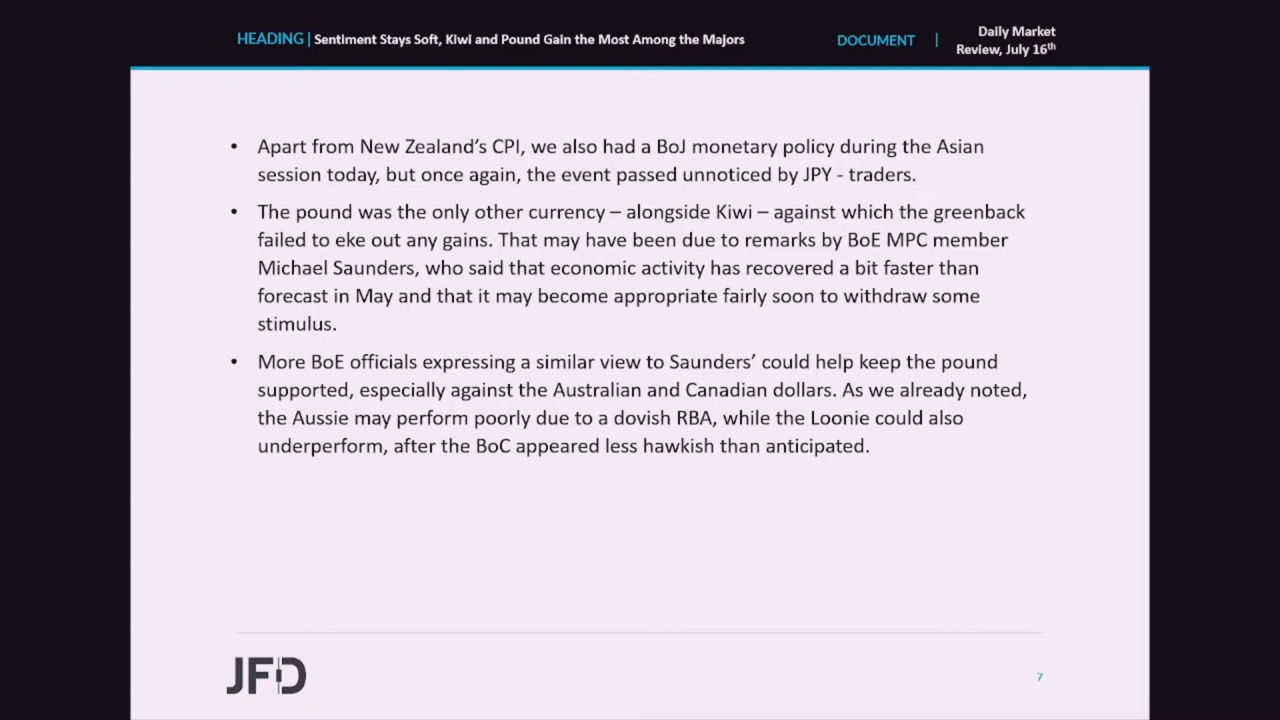 HEADING | Sentiment Stays Soft, Kiwi and Pound Gain the Most Among the Majors
DOCUMENT | Daily Market
Review, July 16th
• Apart from New Zealand's CPI, we also had a BoJ monetary policy during the Asian
session today, but once again, the event passed unnoticed by JPY - traders.
• The pound was the only other currency – alongside Kiwi – against which the greenback
failed to eke out any gains. That may have been due to remarks by BoE MPC member
Michael Saunders, who said that economic activity has recovered a bit faster than
forecast in May and that it may become appropriate fairly soon to withdraw some
stimulus.
• More BoE officials expressing a similar view to Saunders' could help keep the pound
supported, especially against the Australian and Canadian dollars. As we already noted,
the Aussie may perform poorly due to a dovish RBA, while the Loonie could also
underperform, after the BoC appeared less hawkish than anticipated.
JFD
7